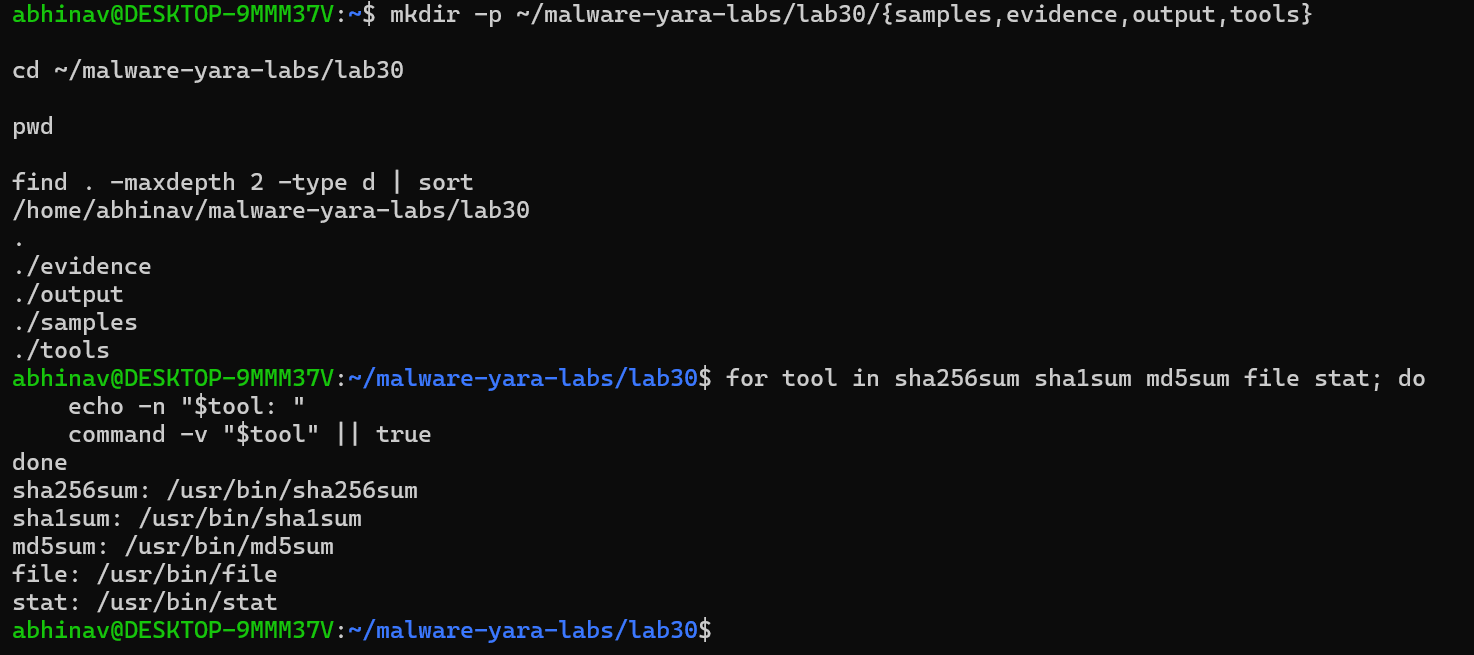 abhinav@DESKTOP-9MMM37V:~$ mkdir -p ~/malware-yara-labs/lab30/{samples,evidence,output,tools}
cd ~/malware-yara-labs/lab30
pwd
find . -maxdepth 2 -type d | sort
/home/abhinav/malware-yara-labs/lab30
.
./evidence
./output
./samples
./tools
abhinav@DESKTOP-9MMM37V:~/malware-yara-labs/lab30$ for tool in sha256sum sha1sum md5sum file stat; do
    echo -n "$tool: "
    command -v "$tool" || true
done
sha256sum: /usr/bin/sha256sum
sha1sum: /usr/bin/sha1sum
md5sum: /usr/bin/md5sum
file: /usr/bin/file
stat: /usr/bin/stat
abhinav@DESKTOP-9MMM37V:~/malware-yara-labs/lab30$